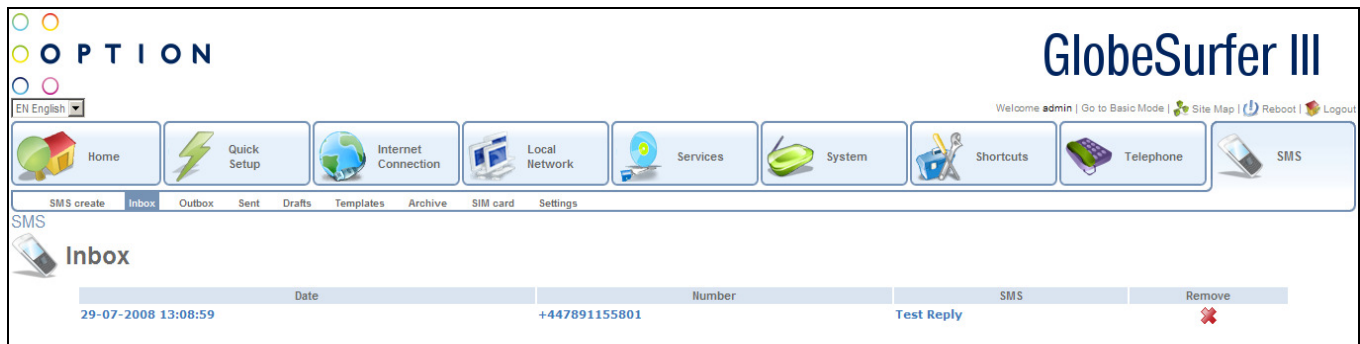 OPTION
GlobeSurfer III
EN English
Welcome admin | Go to Basic Mode | Site Map | Reboot | Logout
Home
Quick Setup
Internet Connection
Local Network
Services
System
Shortcuts
Telephone
SMS
SMS create Inbox Outbox Sent Drafts Templates Archive SIM card Settings
SMS
Inbox
Date Number SMS Remove
29-07-2008 13:08:59 +447891155801 Test Reply